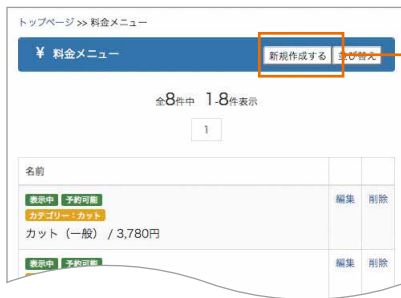 トップページ >> 料金メニュー
¥ 料金メニュー
新規作成する 並び替え
全8件中 1-8件表示
1
名前
表示中 予約可能 編集 削除
カテゴリー：カット
カット（一般） / 3,780円
表示中 予約可能 編集 削除